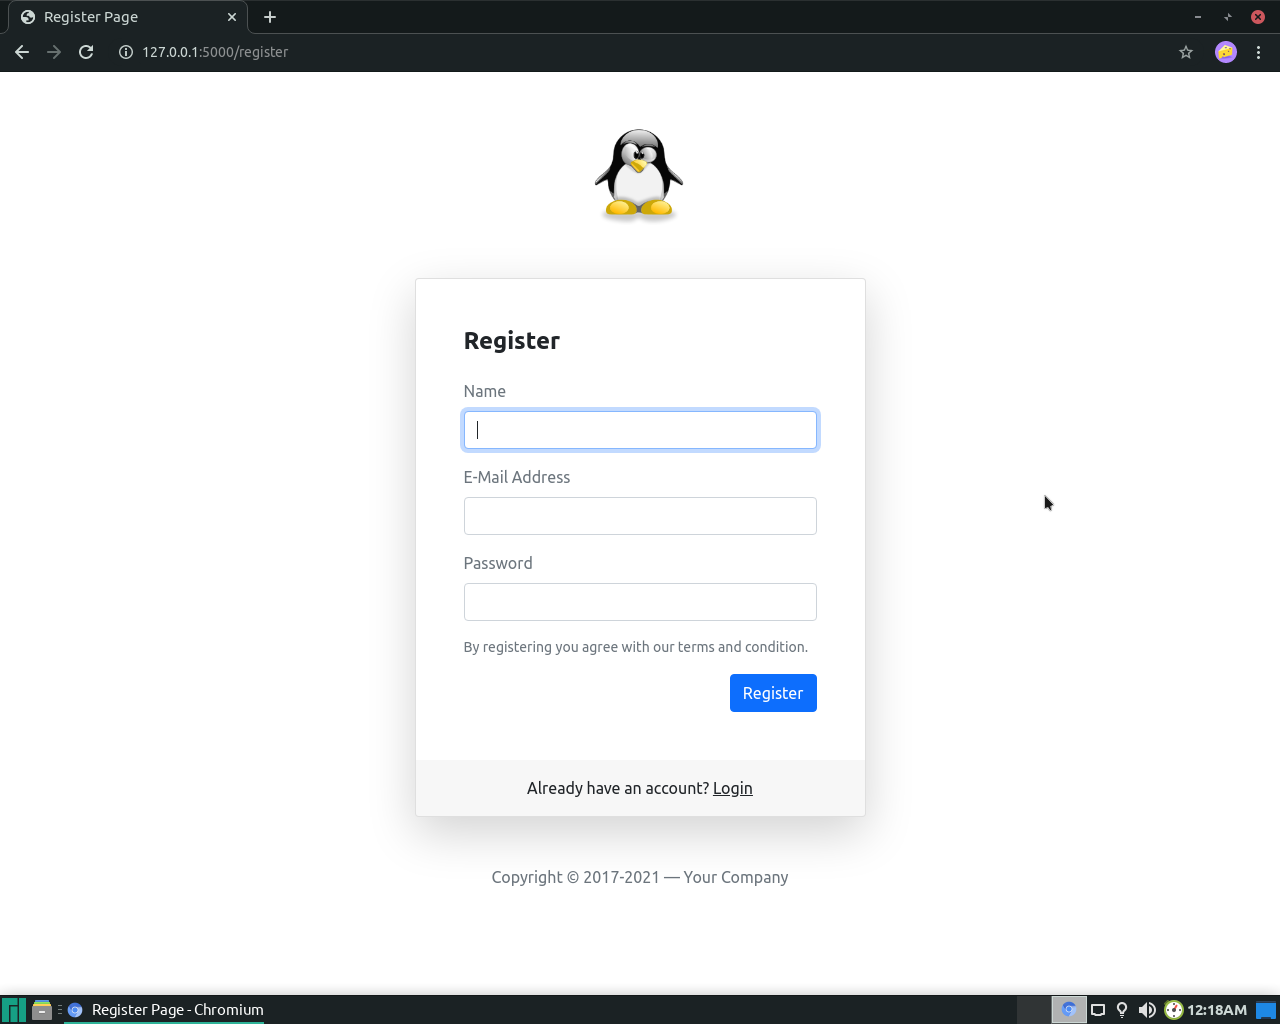 Register Page
127.0.0.1:5000/register
Register
Name
E-Mail Address
Password
By registering you agree with our terms and condition.
Register
Already have an account? Login
Copyright © 2017-2021 — Your Company
Register Page - Chromium
12:18AM